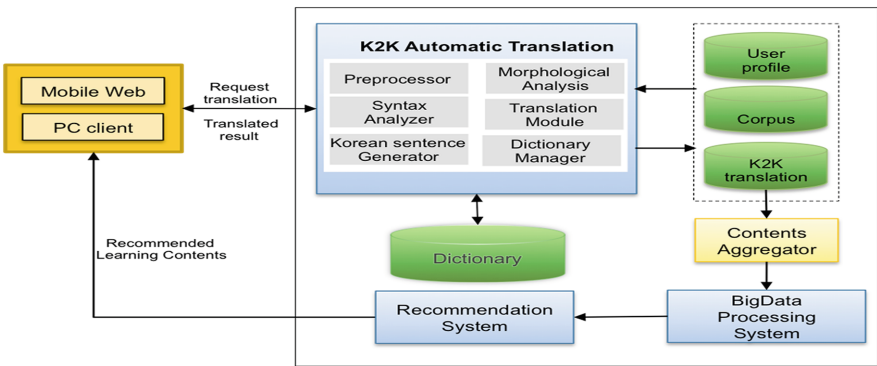 K2K Automatic Translation
Preprocessor
Morphological
Analysis
Syntax
Analyzer
Translation
Module
Korean sentence
Generator
Dictionary
Manager
Mobile Web
PC client
Request
translation
Translated
result
User
profile
Corpus
K2K
translation
Contents
Aggregator
Dictionary
Recommended
Learning Contents
Recommendation
System
BigData
Processing
System